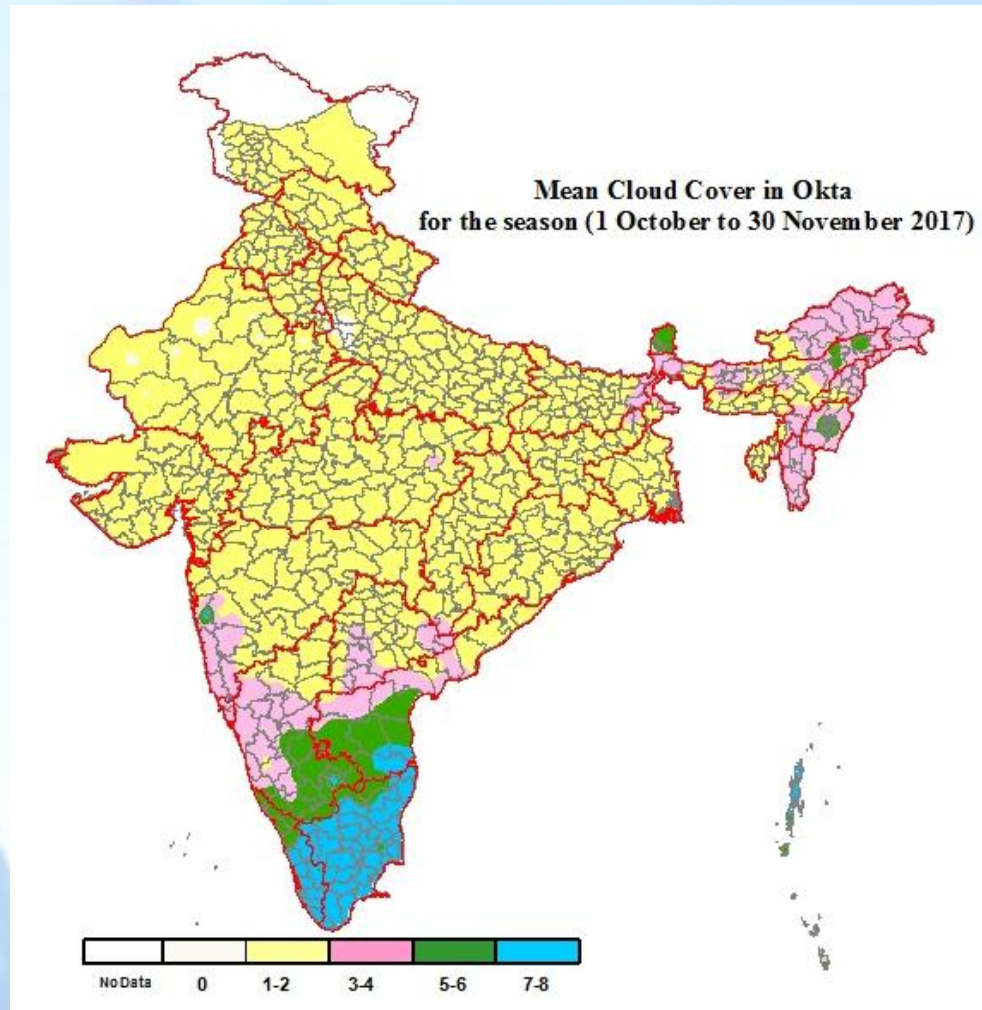 Mean Cloud Cover in Okta
for the season (1 October to 30 November 2017)
No Data 0 1-2 3-4 5-6 7-8